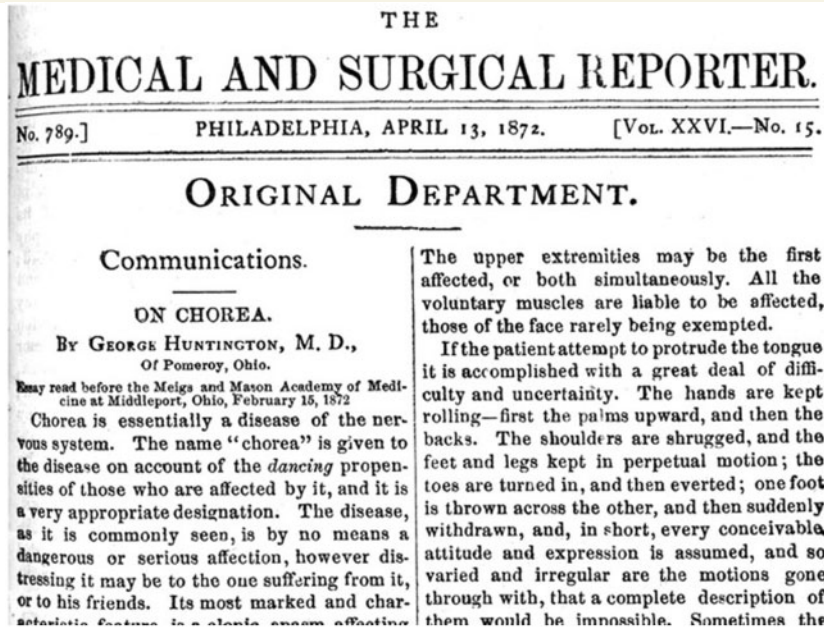 THE
MEDICAL AND SURGICAL REPORTER.
No. 789.] PHILADELPHIA, APRIL 13, 1872. [VOL. XXVI.—No. 15.
ORIGINAL DEPARTMENT.
Communications.
ON CHOREA.
BY GEORGE HUNTINGTON, M. D.,
Of Pomeroy, Ohio.
Essay read before the Meigs and Mason Academy of Medi-
cine at Middleport, Ohio, February 15, 1872
Chorea is essentially a disease of the ner-
vous system. The name "chorea" is given to
the disease on account of the dancing propen-
sities of those who are affected by it, and it is
a very appropriate designation. The disease,
as it is commonly seen, is by no means a
dangerous or serious affection, however dis-
tressing it may be to the one suffering from it,
or to his friends. Its most marked and char-
acteristic feature is a clonic spasm affecting
The upper extremities may be the first
affected, or both simultaneously. All the
voluntary muscles are liable to be affected,
those of the face rarely being exempted.
If the patient attempt to protrude the tongue
it is accomplished with a great deal of diffi-
culty and uncertainty. The hands are kept
rolling—first the palms upward, and then the
backs. The shoulders are shrugged, and the
feet and legs kept in perpetual motion; the
toes are turned in, and then everted; one foot
is thrown across the other, and then suddenly
withdrawn, and, in short, every conceivable
attitude and expression is assumed, and so
varied and irregular are the motions gone
through with, that a complete description of
them would be impossible. Sometimes the